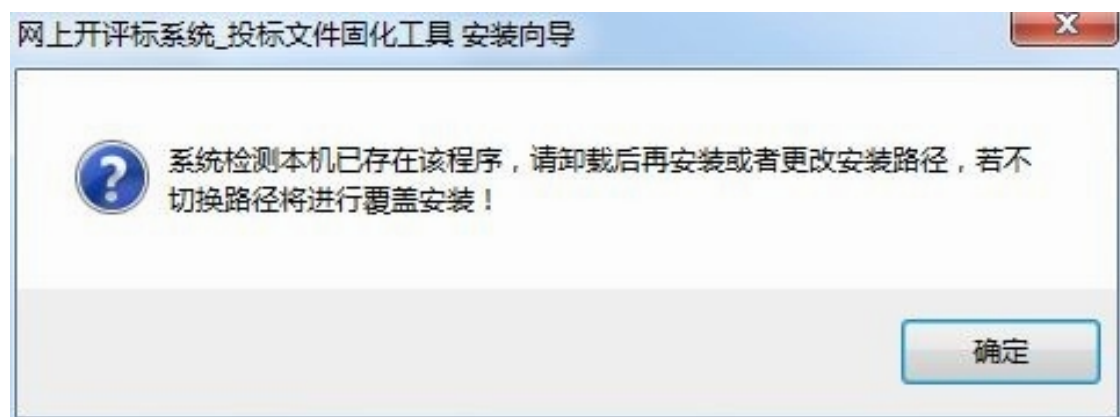 网上开评标系统_投标文件固化工具 安装向导
系统检测本机已存在该程序，请卸载后再安装或者更改安装路径，若不
切换路径将进行覆盖安装！
确定